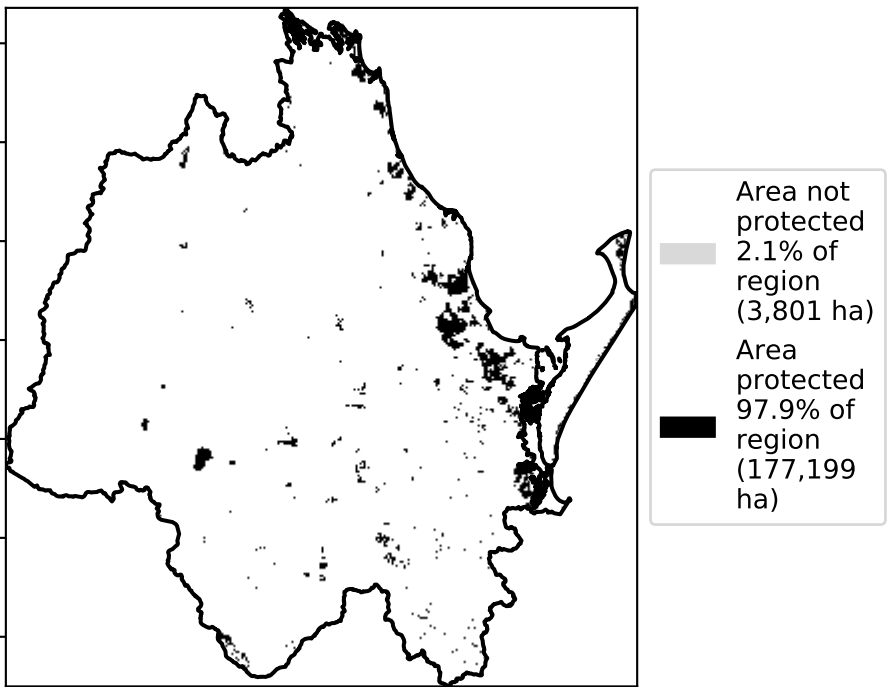 Area not
protected
2.1% of
region
(3,801 ha)
Area
protected
97.9% of
region
(177,199
ha)